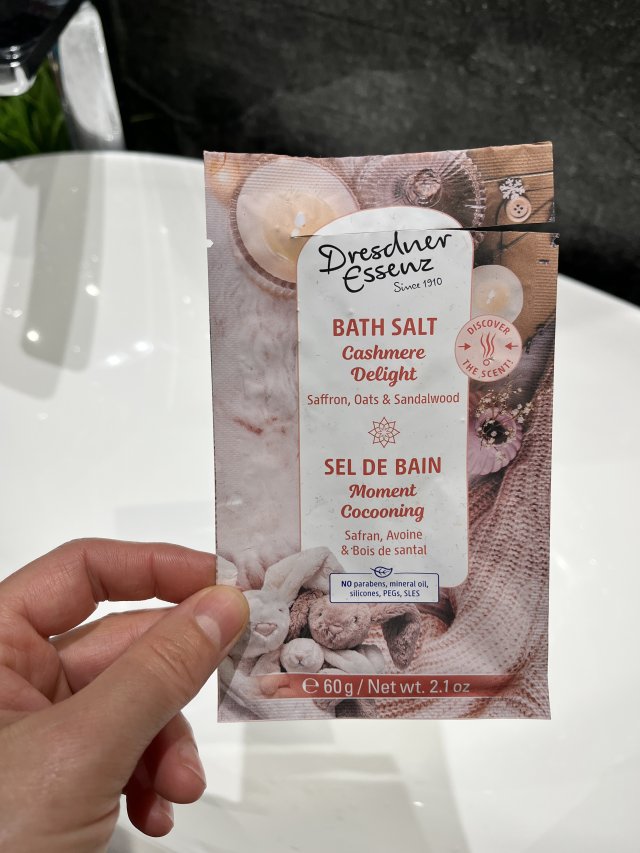 Dresdner
Essenz
Since 1910
BATH SALT
Cashmere
Delight
Saffron, Oats & Sandalwood
DISCOVER
THE SCENT!
SEL DE BAIN
Moment
Cocooning
Safran, Avoine
& Bois de santal
NO parabens, mineral oil,
silicones, PEGs, SLES
℮ 60 g / Net wt. 2.1 oz